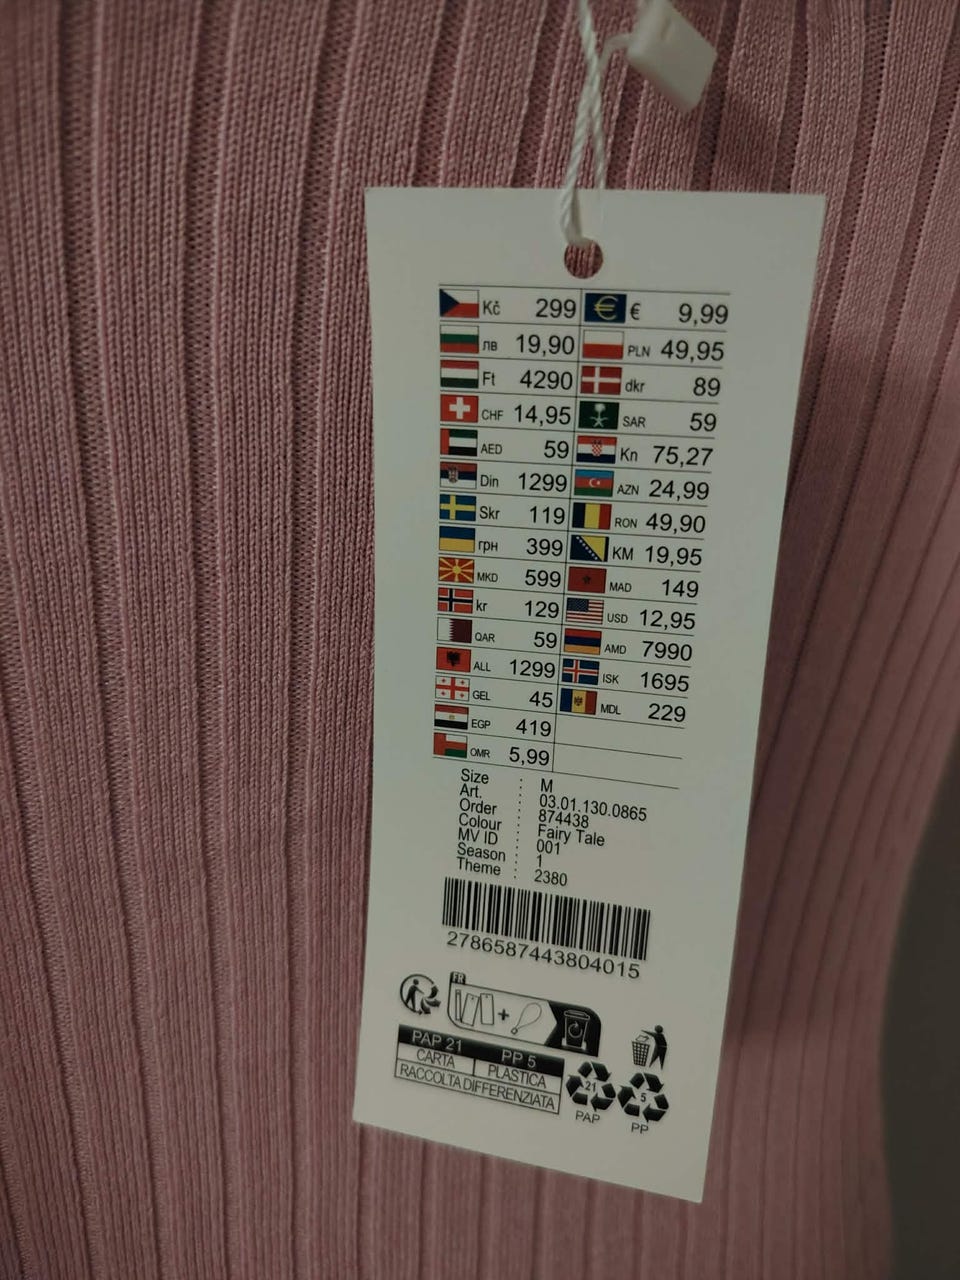 Kč 299 € € 9,99
лв 19,90 PLN 49,95
Ft 4290 dkr 89
CHF 14,95 SAR 59
AED 59 Kn 75,27
Din 1299 AZN 24,99
Skr 119 RON 49,90
грн 399 KM 19,95
MKD 599 MAD 149
kr 129 USD 12,95
QAR 59 AMD 7990
ALL 1299 ISK 1695
GEL 45 MDL 229
EGP 419
OMR 5,99
Size : M
Art. : 03.01.130.0865
Order : 874438
Colour : Fairy Tale
MV ID : 001
Season : 1
Theme : 2380
2786587443804015
FR
+
PAP 21 PP 5
CARTA PLASTICA
RACCOLTA DIFFERENZIATA
21 5
PAP PP